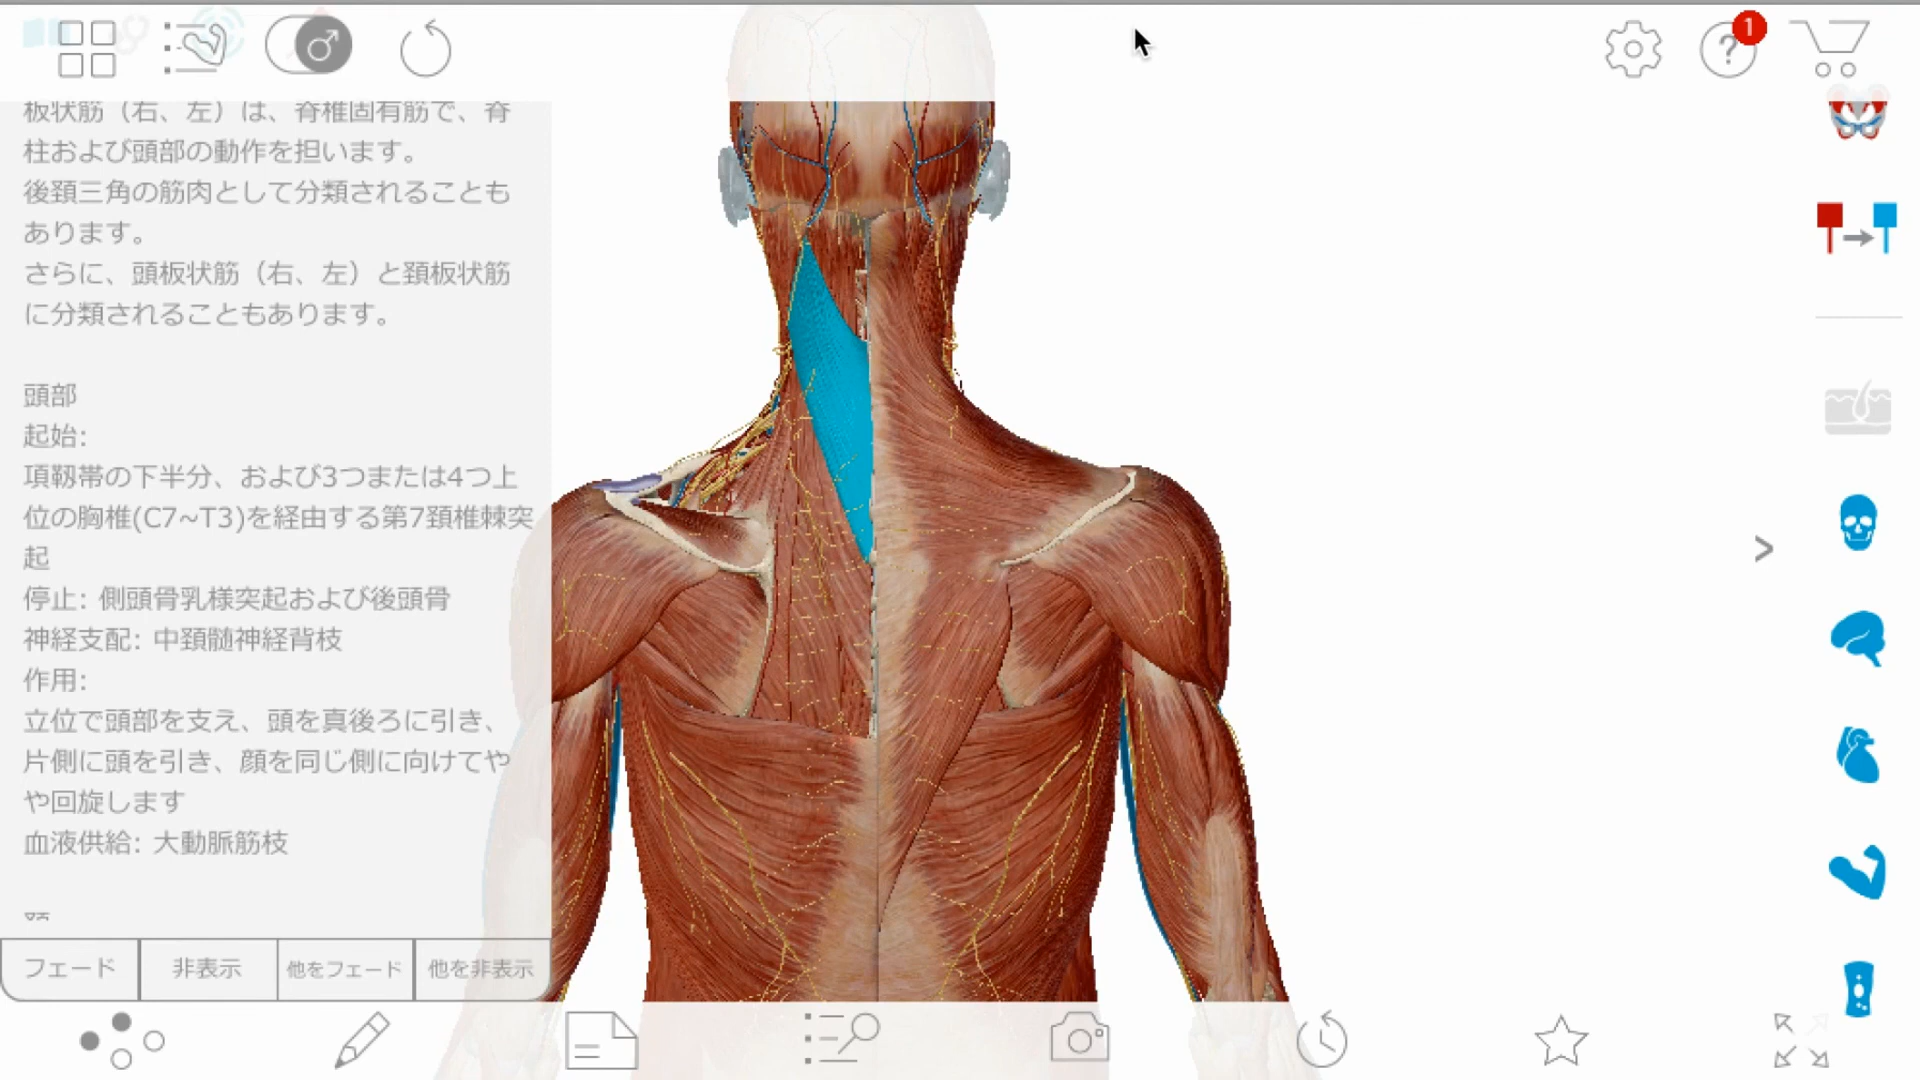 1
板状筋（右、左）は、脊椎固有筋で、脊
柱および頭部の動作を担います。
後頚三角の筋肉として分類されることも
あります。
さらに、頭板状筋（右、左）と頚板状筋
に分類されることもあります。
頭部
起始:
項靱帯の下半分、および3つまたは4つ上
位の胸椎(C7~T3)を経由する第7頚椎棘突
起
停止: 側頭骨乳様突起および後頭骨
神経支配: 中頚髄神経背枝
作用:
立位で頭部を支え、頭を真後ろに引き、
片側に頭を引き、顔を同じ側に向けてや
や回旋します
血液供給: 大動脈筋枝
フェード
非表示
他をフェード
他を非表示